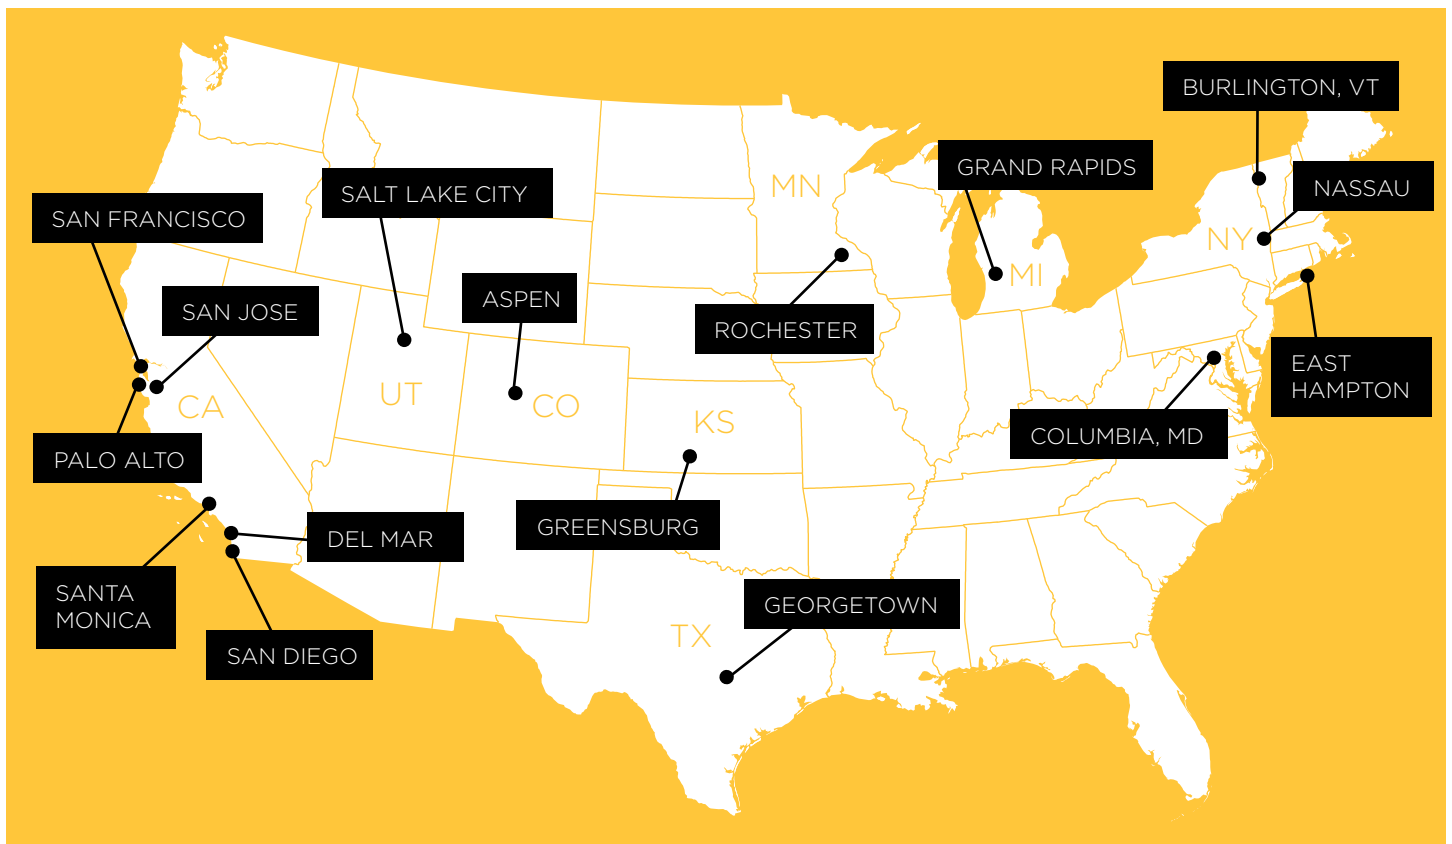 BURLINGTON, VT
GRAND RAPIDS
NASSAU
MN
SALT LAKE CITY
SAN FRANCISCO
NY
MI
ASPEN
SAN JOSE
ROCHESTER
EAST
HAMPTON
UT
CO
CA
KS
COLUMBIA, MD
PALO ALTO
GREENSBURG
DEL MAR
SANTA
MONICA
GEORGETOWN
TX
SAN DIEGO